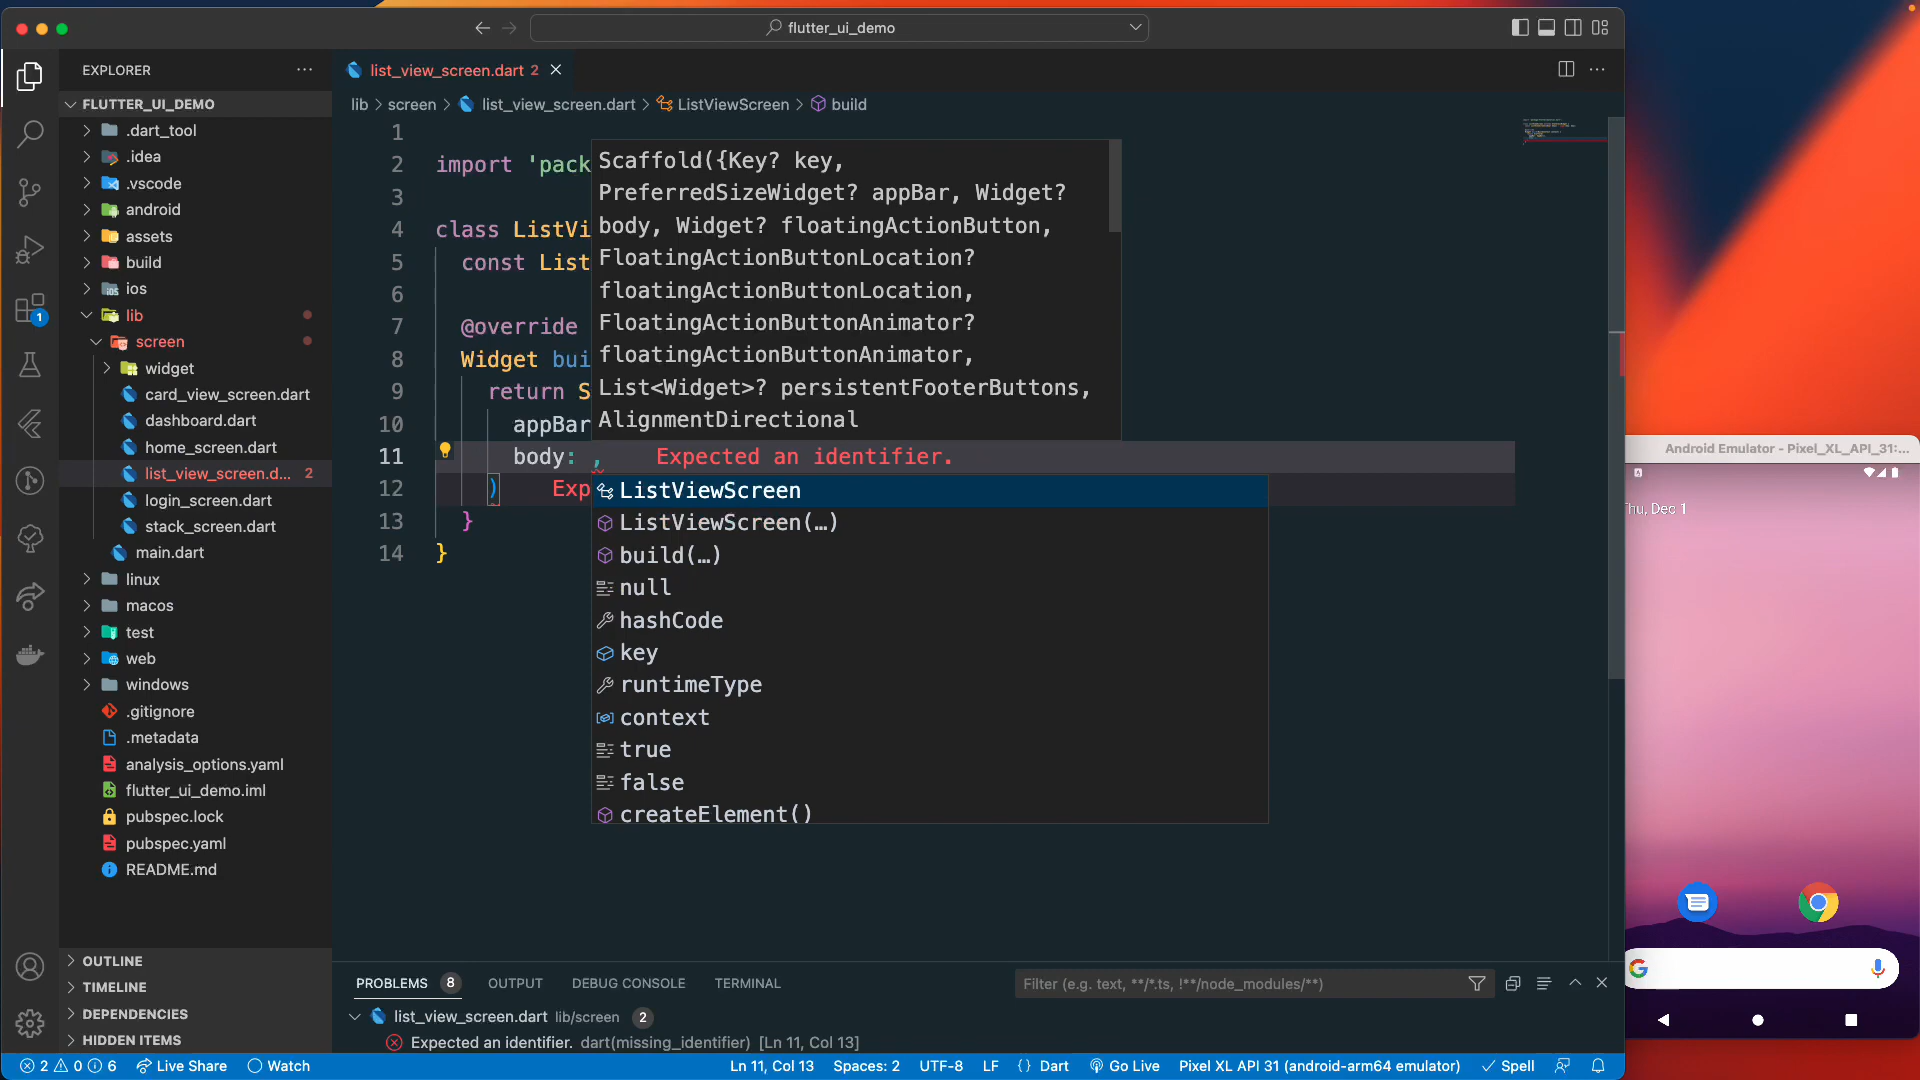 flutter_ui_demo
EXPLORER
FLUTTER_UI_DEMO
.dart_tool
.idea
.vscode
android
assets
build
ios
lib
screen
widget
card_view_screen.dart
dashboard.dart
home_screen.dart
list_view_screen.d... 2
login_screen.dart
stack_screen.dart
main.dart
linux
macos
test
web
windows
.gitignore
.metadata
analysis_options.yaml
flutter_ui_demo.iml
pubspec.lock
pubspec.yaml
README.md
OUTLINE
TIMELINE
DEPENDENCIES
HIDDEN ITEMS
1
list_view_screen.dart 2
lib > screen > list_view_screen.dart > ListViewScreen > build
1
2 import 'pack
3
4 class ListVi
5 const List
6
7 @override
8 Widget bui
9 return S
10 appBar
11 body: , Expected an identifier.
12 ) Exp
13 }
14 }
Scaffold({Key? key,
PreferredSizeWidget? appBar, Widget?
body, Widget? floatingActionButton,
FloatingActionButtonLocation?
floatingActionButtonLocation,
FloatingActionButtonAnimator?
floatingActionButtonAnimator,
List<Widget>? persistentFooterButtons,
AlignmentDirectional
ListViewScreen
ListViewScreen(…)
build(…)
null
hashCode
key
runtimeType
context
true
false
createElement()
PROBLEMS 8 OUTPUT DEBUG CONSOLE TERMINAL
Filter (e.g. text, **/*.ts, !**/node_modules/**)
list_view_screen.dart lib/screen 2
Expected an identifier. dart(missing_identifier) [Ln 11, Col 13]
2 0 6 Live Share Watch
Ln 11, Col 13 Spaces: 2 UTF-8 LF {} Dart Go Live Pixel XL API 31 (android-arm64 emulator) Spell
Android Emulator - Pixel_XL_API_31:...
Thu, Dec 1